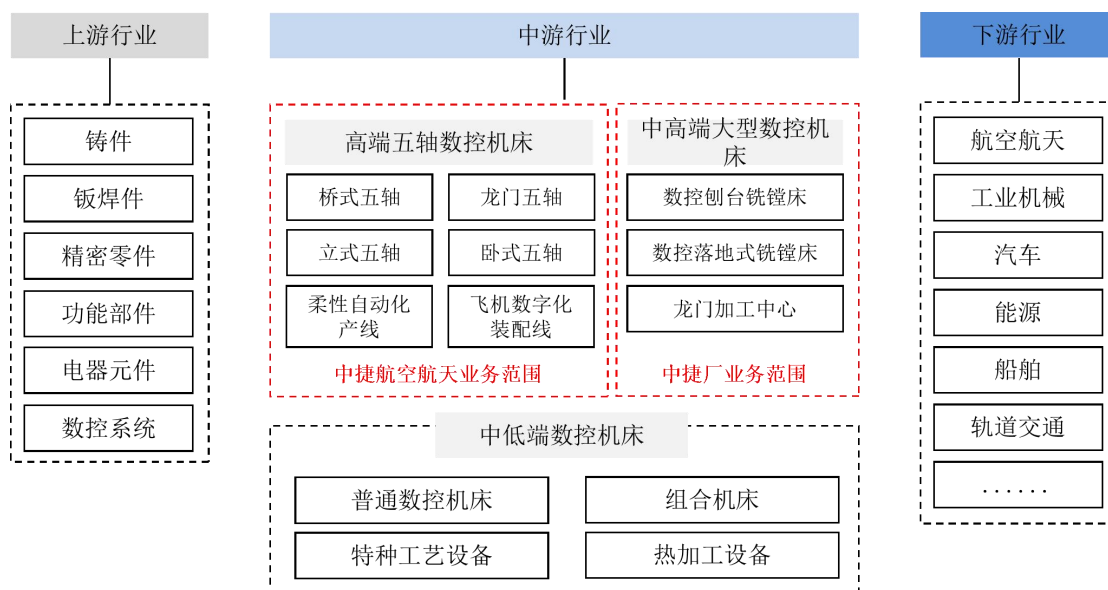 上游行业
中游行业
下游行业
铸件
钣焊件
精密零件
功能部件
电器元件
数控系统
高端五轴数控机床
桥式五轴
龙门五轴
立式五轴
卧式五轴
柔性自动化
产线
飞机数字化
装配线
中捷航空航天业务范围
中高端大型数控机
床
数控刨台铣镗床
数控落地式铣镗床
龙门加工中心
中捷厂业务范围
中低端数控机床
普通数控机床
组合机床
特种工艺设备
热加工设备
航空航天
工业机械
汽车
能源
船舶
轨道交通
......